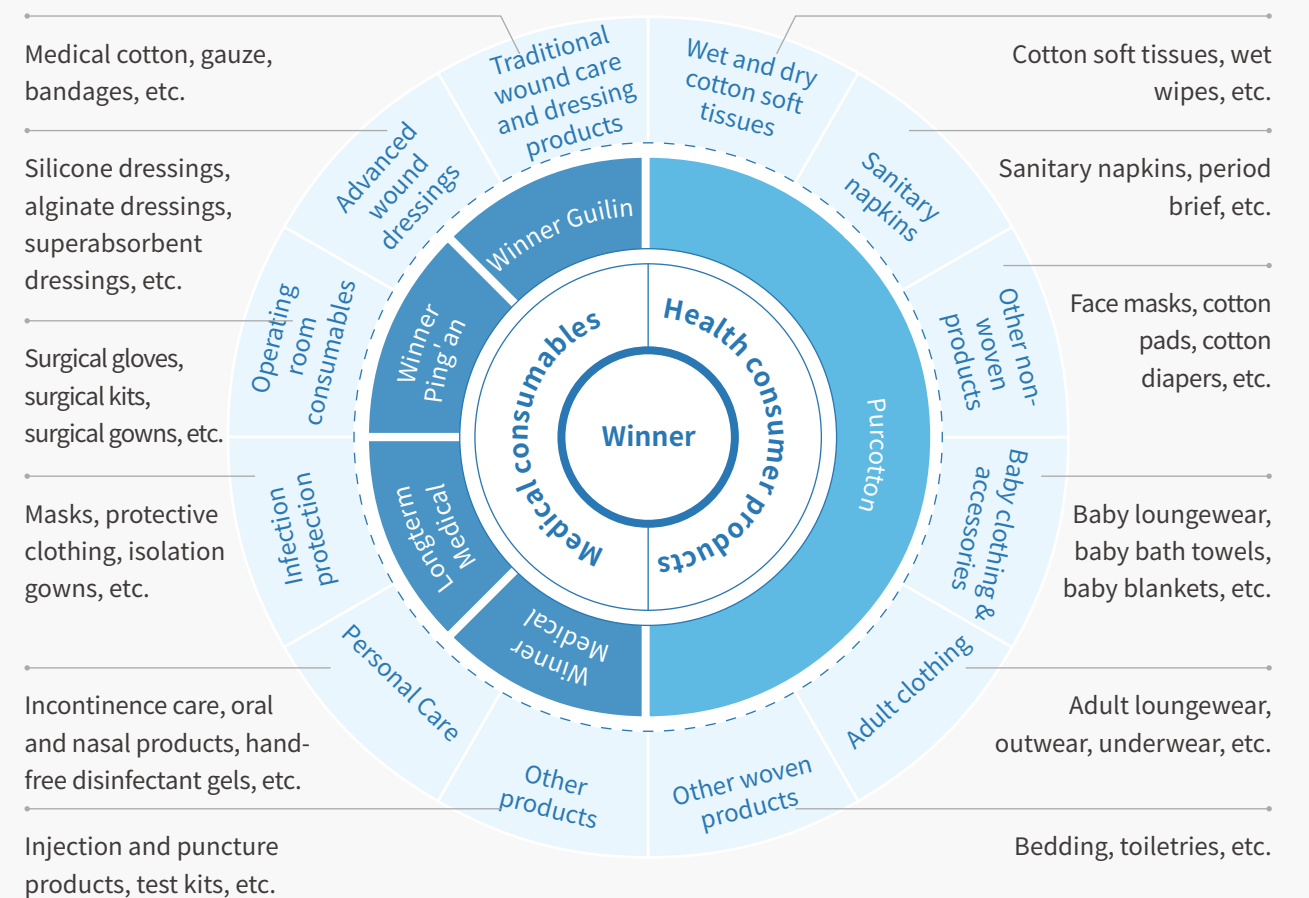 Medical cotton, gauze,
bandages, etc.
Silicone dressings,
alginate dressings,
superabsorbent
dressings, etc.
Surgical gloves,
surgical kits,
surgical gowns, etc.
Masks, protective
clothing, isolation
gowns, etc.
Incontinence care, oral
and nasal products, hand-
free disinfectant gels, etc.
Injection and puncture
products, test kits, etc.
Traditional
wound care
and dressing
products
Advanced
wound
dressings
Operating
room
consumables
Infection
protection
Personal Care
Other
products
Winner Guilin
Winner
Ping'an
Longterm
Medical
Winner
Medical
Medical consumables
Winner
Health consumer products
Purcotton
Wet and dry
cotton soft
tissues
Sanitary
napkins
Other non-
woven
products
Baby clothing &
accessories
Adult clothing
Other woven
products
Cotton soft tissues, wet
wipes, etc.
Sanitary napkins, period
brief, etc.
Face masks, cotton
pads, cotton
diapers, etc.
Baby loungewear,
baby bath towels,
baby blankets, etc.
Adult loungewear,
outwear, underwear, etc.
Bedding, toiletries, etc.